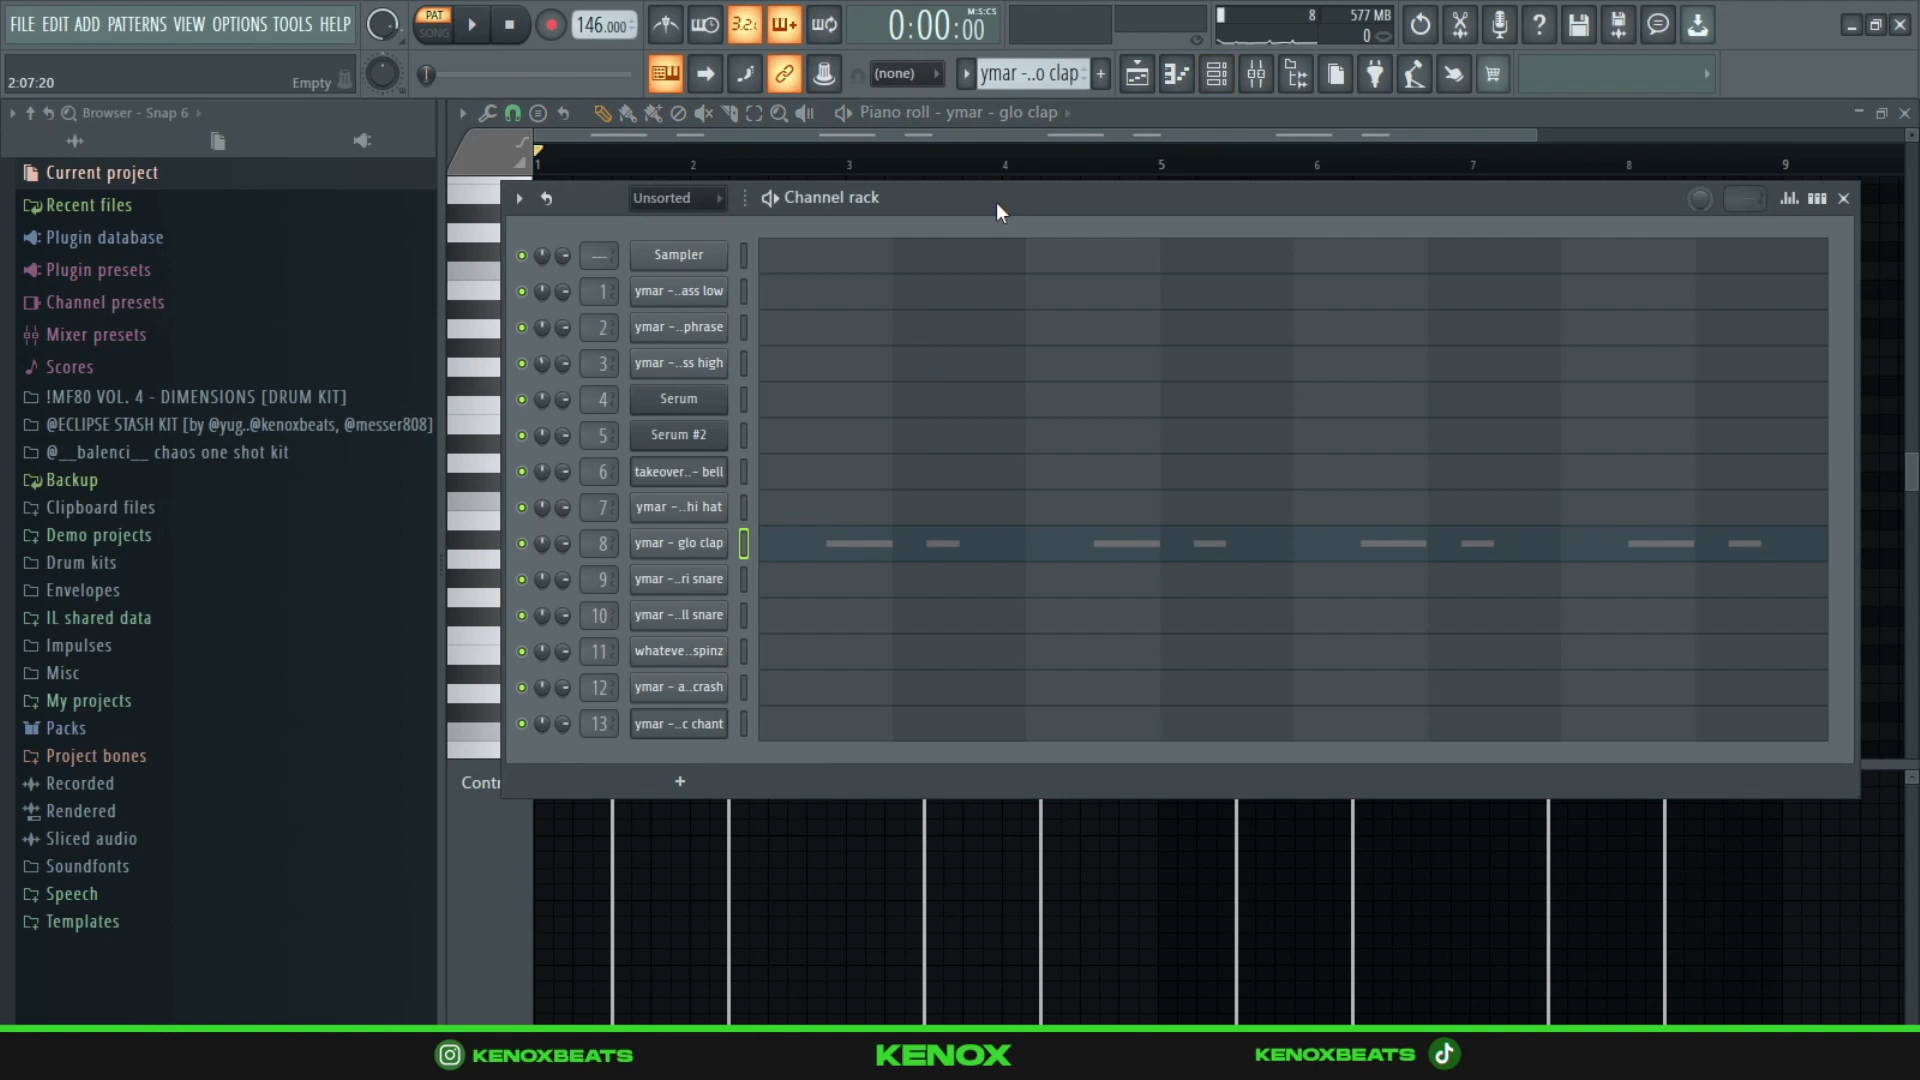 FILE EDIT ADD PATTERNS VIEW OPTIONS TOOLS HELP
PAT
SONG
146.000
3.2.
M:S:CS
0:00:00
8
577 MB
0
2:07:20
Empty
(none)
ymar -..o clap
+
Browser - Snap 6
Piano roll - ymar - glo clap
Current project
Recent files
Plugin database
Plugin presets
Channel presets
Mixer presets
Scores
!MF80 VOL. 4 - DIMENSIONS [DRUM KIT]
@ECLIPSE STASH KIT [by @yug..@kenoxbeats, @messer808]
@__balenci__ chaos one shot kit
Backup
Clipboard files
Demo projects
Drum kits
Envelopes
IL shared data
Impulses
Misc
My projects
Packs
Project bones
Recorded
Rendered
Sliced audio
Soundfonts
Speech
Templates
1 2 3 4 5 6 7 8 9
Unsorted
Channel rack
--- Sampler
1 ymar -..ass low
2 ymar -..phrase
3 ymar -..ss high
4 Serum
5 Serum #2
6 takeover..- bell
7 ymar -..hi hat
8 ymar - glo clap
9 ymar -..ri snare
10 ymar -..ll snare
11 whateve..spinz
12 ymar - a..crash
13 ymar -..c chant
+
Contr
KENOXBEATS
KENOX
KENOXBEATS